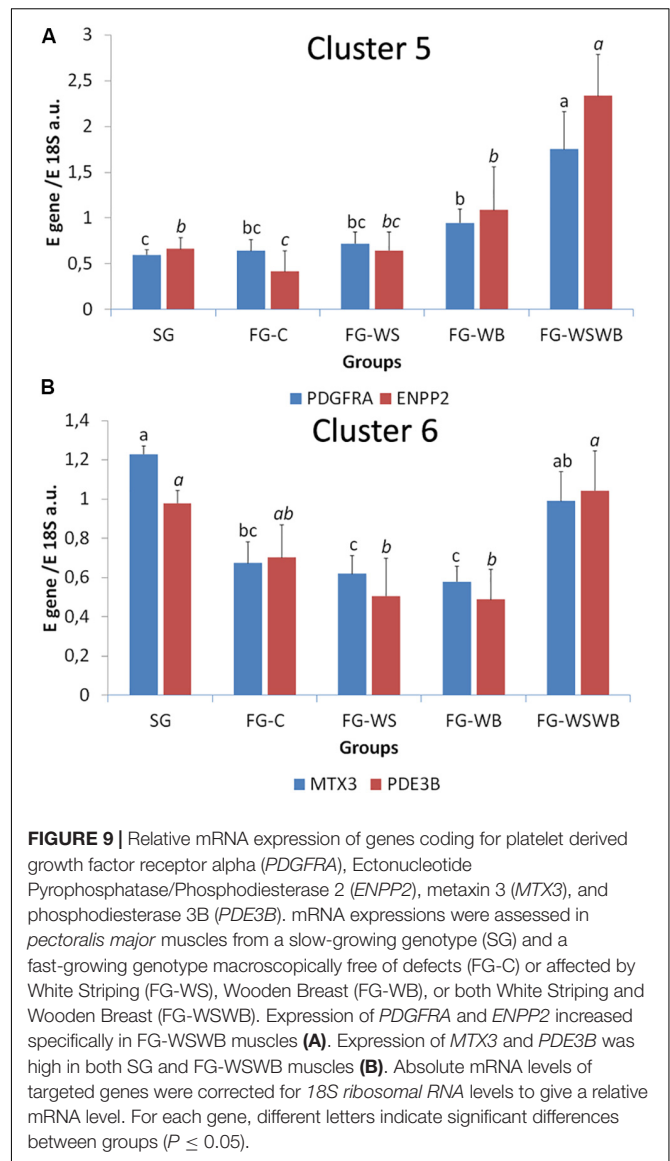 A
Cluster 5
E gene /E 18S a.u.
3
2,5
2
1,5
1
0,5
0
c
b
bc
c
bc
bc
b
b
a
a
SG FG-C FG-WS FG-WB FG-WSWB
Groups
PDGFRA ENPP2
B
Cluster 6
E gene/E 18S a.u.
1,4
1,2
1
0,8
0,6
0,4
0,2
0
a
a
bc
ab
c
b
c
b
ab
a
SG FG-C FG-WS FG-WB FG-WSWB
Groups
MTX3 PDE3B
FIGURE 9 | Relative mRNA expression of genes coding for platelet derived
growth factor receptor alpha (PDGFRA), Ectonucleotide
Pyrophosphatase/Phosphodiesterase 2 (ENPP2), metaxin 3 (MTX3), and
phosphodiesterase 3B (PDE3B). mRNA expressions were assessed in
pectoralis major muscles from a slow-growing genotype (SG) and a
fast-growing genotype macroscopically free of defects (FG-C) or affected by
White Striping (FG-WS), Wooden Breast (FG-WB), or both White Striping and
Wooden Breast (FG-WSWB). Expression of PDGFRA and ENPP2 increased
specifically in FG-WSWB muscles (A). Expression of MTX3 and PDE3B was
high in both SG and FG-WSWB muscles (B). Absolute mRNA levels of
targeted genes were corrected for 18S ribosomal RNA levels to give a relative
mRNA level. For each gene, different letters indicate significant differences
between groups (P ≤ 0.05).